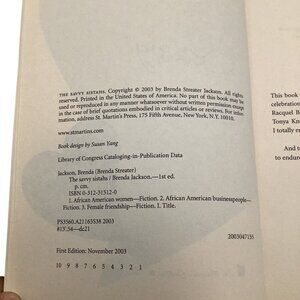 THE SAVVY SISTAHS. Copyright © 2003 by Brenda Streater Jackson. All rights
reserved. Printed in the United States of America. No part of this book may be
used or reproduced in any manner whatsoever without written permission except
in the case of brief quotations embodied in critical articles or reviews. For infor-
mation, address St. Martin's Press, 175 Fifth Avenue, New York, N.Y. 10010.
www.stmartins.com
Book design by Susan Yang
Library of Congress Cataloging-in-Publication Data
Jackson, Brenda (Brenda Streater)
The savvy sistahs / Brenda Jackson.—1st ed.
p. cm.
ISBN 0-312-31512-0
1. African American women—Fiction. 2. African American businesspeople—
Fiction. 3. Female friendship—Fiction. I. Title.
PS3560.A21165S38 2003
813'.54—dc21
2003047155
First Edition: November 2003
10 9 8 7 6 5 4 3 2 1
This book
celebration
Racquel B
Tonya Kn
I totally e
to endure